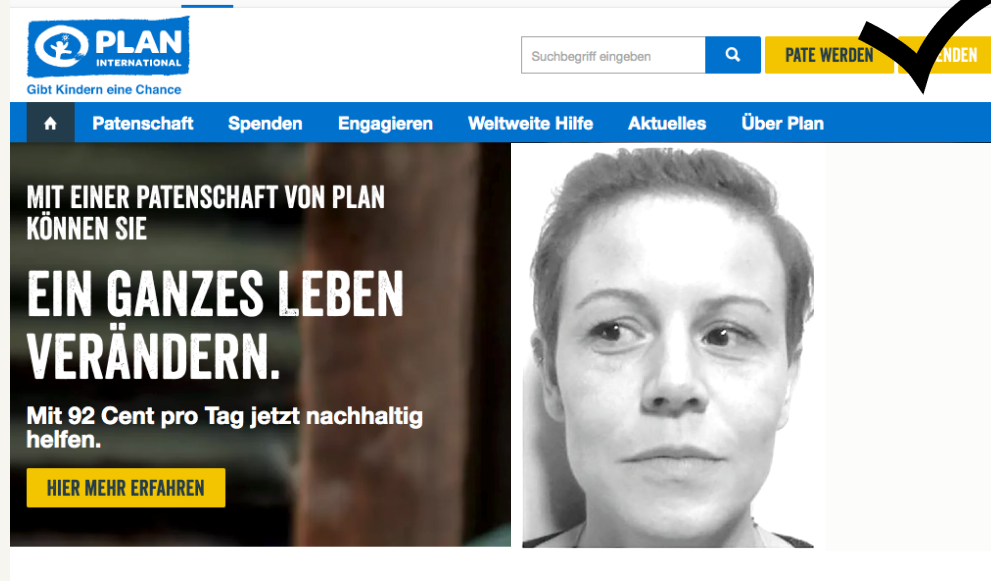 PLAN
INTERNATIONAL
Gibt Kindern eine Chance
Suchbegriff eingeben
PATE WERDEN
ENDEN
Patenschaft Spenden Engagieren Weltweite Hilfe Aktuelles Über Plan
MIT EINER PATENSCHAFT VON PLAN
KÖNNEN SIE
EIN GANZES LEBEN
VERÄNDERN.
Mit 92 Cent pro Tag jetzt nachhaltig
helfen.
HIER MEHR ERFAHREN